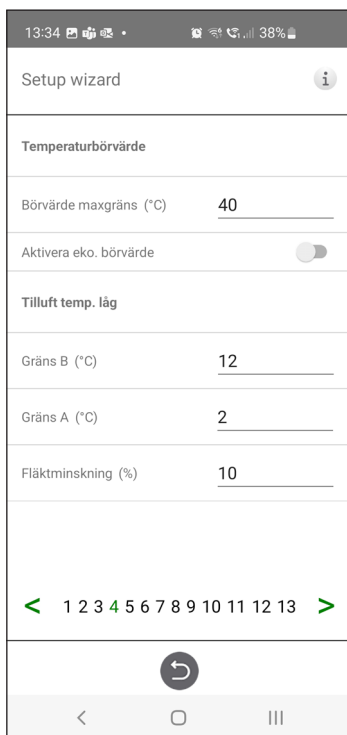 13:34 38%
Setup wizard i
Temperaturbörvärde
Börvärde maxgräns (°C) 40
Aktivera eko. börvärde
Tilluft temp. låg
Gräns B (°C) 12
Gräns A (°C) 2
Fläktminskning (%) 10
< 1 2 3 4 5 6 7 8 9 10 11 12 13 >